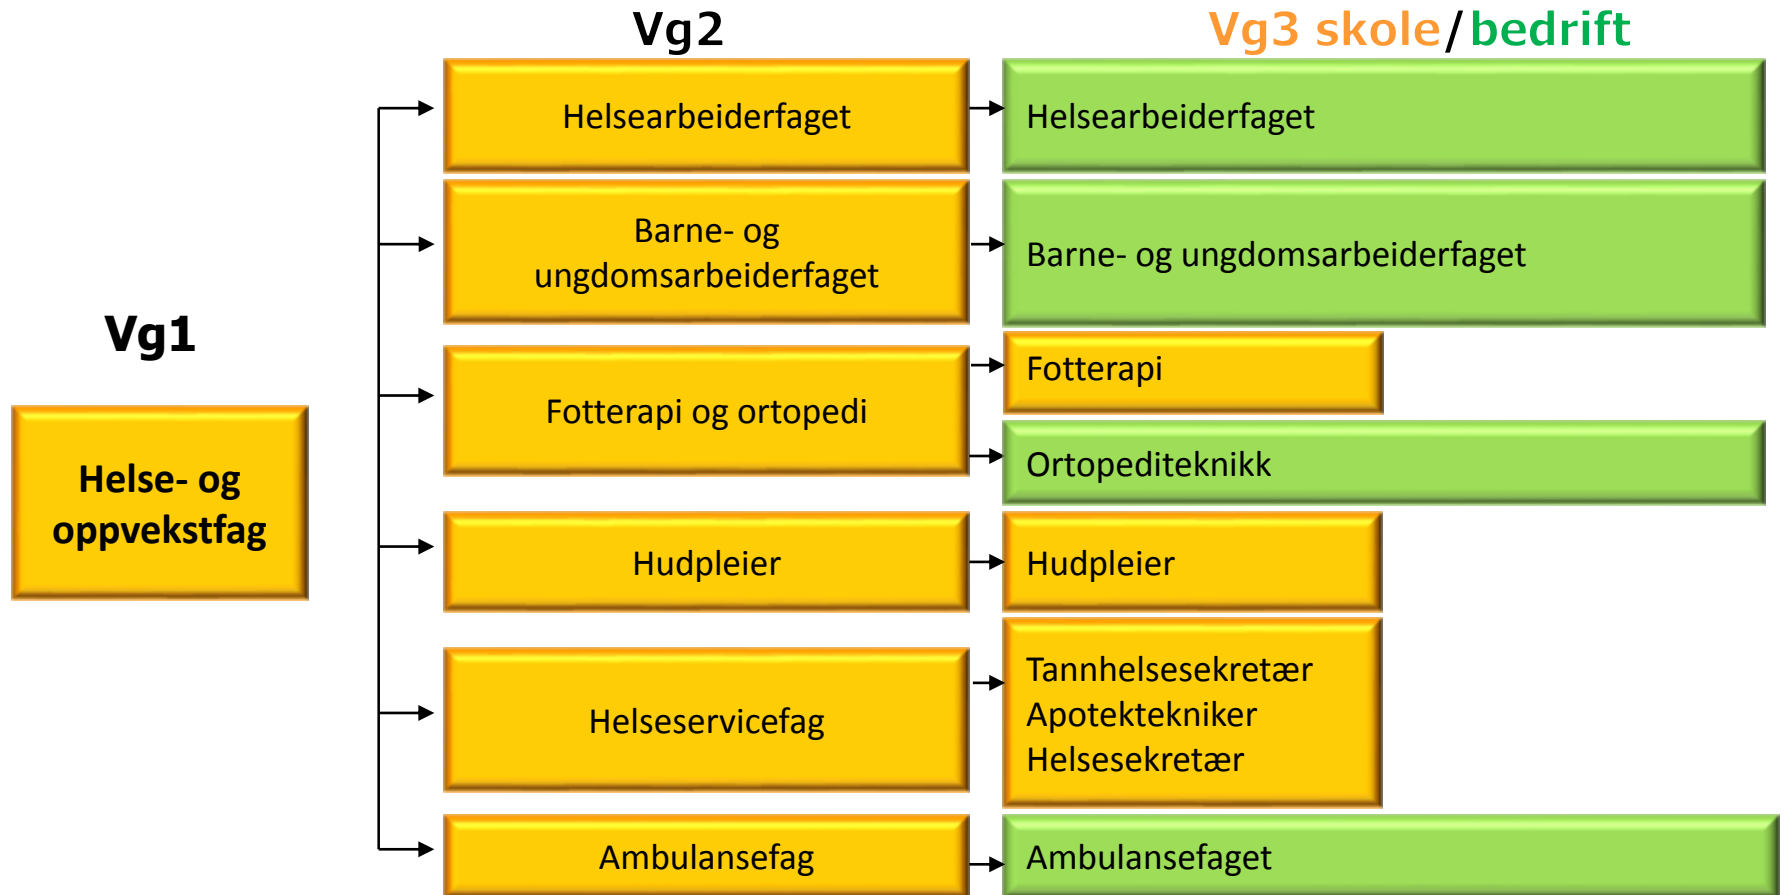 Vg2
Vg3 skole/bedrift
Helsearbeiderfaget
Helsearbeiderfaget
Barne- og
ungdomsarbeiderfaget
Barne- og ungdomsarbeiderfaget
Vg1
Helse- og
oppvekstfag
Fotterapi og ortopedi
Fotterapi
Ortopediteknikk
Hudpleier
Hudpleier
Helseservicefag
Tannhelsesekretær
Apotektekniker
Helsesekretær
Ambulansefag
Ambulansefaget